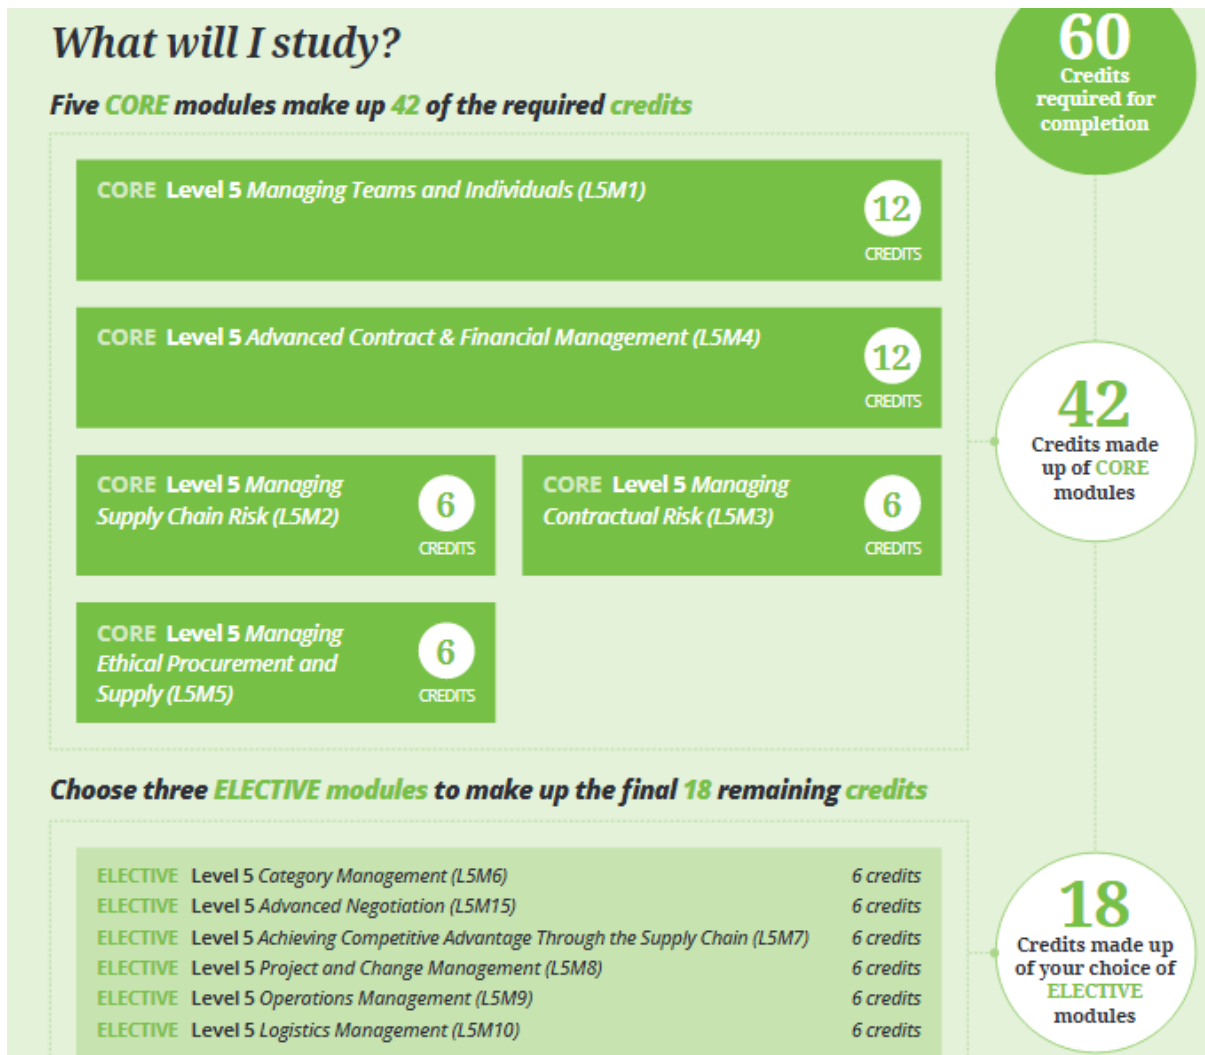 What will I study?
Five CORE modules make up 42 of the required credits
60
Credits
required for
completion
CORE Level 5 Managing Teams and Individuals (L5M1)
12
CREDITS
CORE Level 5 Advanced Contract & Financial Management (L5M4)
12
CREDITS
42
Credits made
up of CORE
modules
CORE Level 5 Managing
Supply Chain Risk (L5M2)
6
CREDITS
CORE Level 5 Managing
Contractual Risk (L5M3)
6
CREDITS
CORE Level 5 Managing
Ethical Procurement and
Supply (L5M5)
6
CREDITS
Choose three ELECTIVE modules to make up the final 18 remaining credits
ELECTIVE Level 5 Category Management (L5M6) 6 credits
ELECTIVE Level 5 Advanced Negotiation (L5M15) 6 credits
ELECTIVE Level 5 Achieving Competitive Advantage Through the Supply Chain (L5M7) 6 credits
ELECTIVE Level 5 Project and Change Management (L5M8) 6 credits
ELECTIVE Level 5 Operations Management (L5M9) 6 credits
ELECTIVE Level 5 Logistics Management (L5M10) 6 credits
18
Credits made up
of your choice of
ELECTIVE
modules